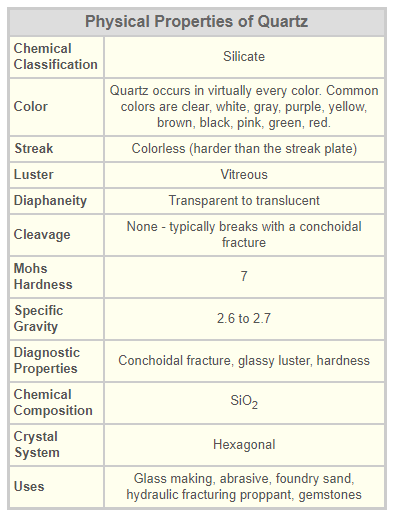 Physical Properties of Quartz
Chemical
Classification
Silicate
Color
Quartz occurs in virtually every color. Common
colors are clear, white, gray, purple, yellow,
brown, black, pink, green, red.
Streak
Colorless (harder than the streak plate)
Luster
Vitreous
Diaphaneity
Transparent to translucent
Cleavage
None - typically breaks with a conchoidal
fracture
Mohs
Hardness
7
Specific
Gravity
2.6 to 2.7
Diagnostic
Properties
Conchoidal fracture, glassy luster, hardness
Chemical
Composition
SiO₂
Crystal
System
Hexagonal
Uses
Glass making, abrasive, foundry sand,
hydraulic fracturing proppant, gemstones